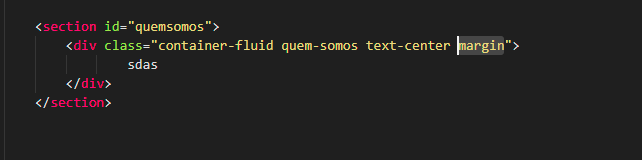 <section id="quemsomos">
<div class="container-fluid quem-somos text-center margin">
sdas
</div>
</section>